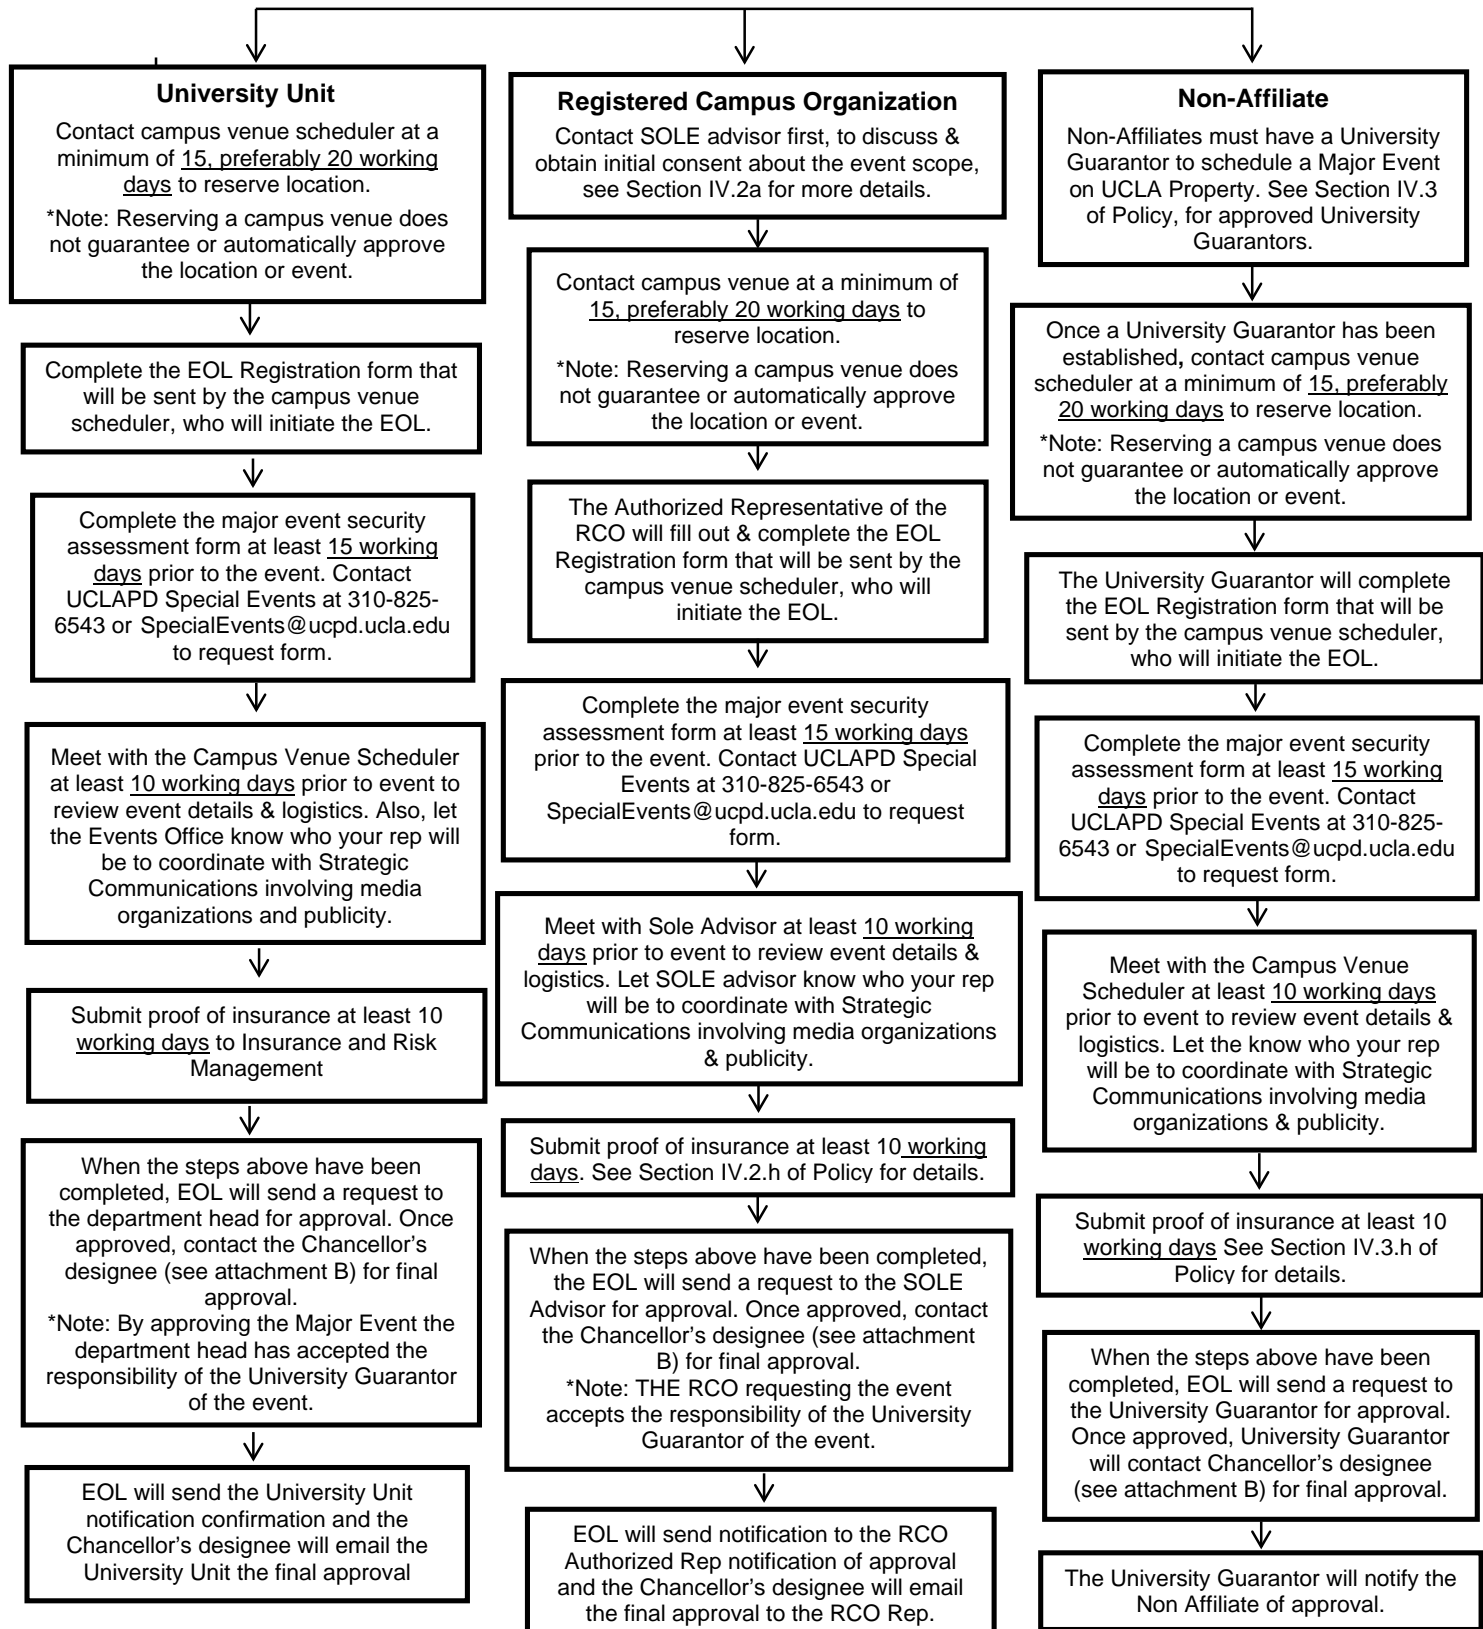 University Unit
Contact campus venue scheduler at a
minimum of 15, preferably 20 working
days to reserve location.
*Note: Reserving a campus venue does
not guarantee or automatically approve
the location or event.
Complete the EOL Registration form that
will be sent by the campus venue
scheduler, who will initiate the EOL.
Complete the major event security
assessment form at least 15 working
days prior to the event. Contact
UCLAPD Special Events at 310-825-
6543 or SpecialEvents@ucpd.ucla.edu
to request form.
Meet with the Campus Venue Scheduler
at least 10 working days prior to event to
review event details & logistics. Also, let
the Events Office know who your rep will
be to coordinate with Strategic
Communications involving media
organizations and publicity.
Submit proof of insurance at least 10
working days to Insurance and Risk
Management
When the steps above have been
completed, EOL will send a request to
the department head for approval. Once
approved, contact the Chancellor's
designee (see attachment B) for final
approval.
*Note: By approving the Major Event the
department head has accepted the
responsibility of the University Guarantor
of the event.
EOL will send the University Unit
notification confirmation and the
Chancellor's designee will email the
University Unit the final approval
Registered Campus Organization
Contact SOLE advisor first, to discuss &
obtain initial consent about the event scope,
see Section IV.2a for more details.
Contact campus venue at a minimum of
15, preferably 20 working days to
reserve location.
*Note: Reserving a campus venue does
not guarantee or automatically approve
the location or event.
The Authorized Representative of the
RCO will fill out & complete the EOL
Registration form that will be sent by the
campus venue scheduler, who will
initiate the EOL.
Complete the major event security
assessment form at least 15 working days
prior to the event. Contact UCLAPD Special
Events at 310-825-6543 or
SpecialEvents@ucpd.ucla.edu to request
form.
Meet with Sole Advisor at least 10 working
days prior to event to review event details &
logistics. Let SOLE advisor know who your rep
will be to coordinate with Strategic
Communications involving media organizations
& publicity.
Submit proof of insurance at least 10 working
days. See Section IV.2.h of Policy for details.
When the steps above have been completed,
the EOL will send a request to the SOLE
Advisor for approval. Once approved, contact
the Chancellor's designee (see attachment
B) for final approval.
*Note: THE RCO requesting the event
accepts the responsibility of the University
Guarantor of the event.
EOL will send notification to the RCO
Authorized Rep notification of approval
and the Chancellor's designee will email
the final approval to the RCO Rep.
Non-Affiliate
Non-Affiliates must have a University
Guarantor to schedule a Major Event
on UCLA Property. See Section IV.3
of Policy, for approved University
Guarantors.
Once a University Guarantor has been
established, contact campus venue
scheduler at a minimum of 15, preferably
20 working days to reserve location.
*Note: Reserving a campus venue does
not guarantee or automatically approve
the location or event.
The University Guarantor will complete
the EOL Registration form that will be
sent by the campus venue scheduler,
who will initiate the EOL.
Complete the major event security
assessment form at least 15 working
days prior to the event. Contact
UCLAPD Special Events at 310-825-
6543 or SpecialEvents@ucpd.ucla.edu
to request form.
Meet with the Campus Venue
Scheduler at least 10 working days
prior to event to review event details &
logistics. Let the know who your rep
will be to coordinate with Strategic
Communications involving media
organizations & publicity.
Submit proof of insurance at least 10
working days See Section IV.3.h of
Policy for details.
When the steps above have been
completed, EOL will send a request to
the University Guarantor for approval.
Once approved, University Guarantor
will contact Chancellor's designee
(see attachment B) for final approval.
The University Guarantor will notify the
Non Affiliate of approval.